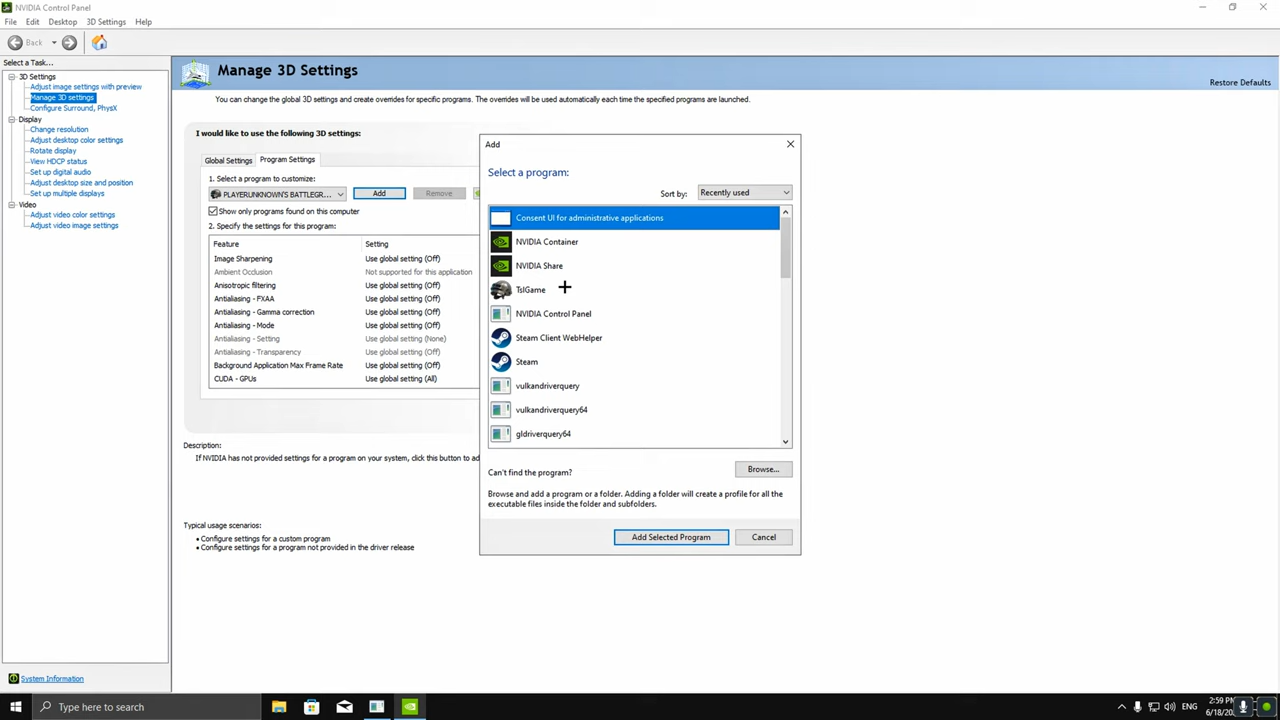 NVIDIA Control Panel
File Edit Desktop 3D Settings Help
Back
Select a Task...
3D Settings
Adjust image settings with preview
Manage 3D settings
Configure Surround, PhysX
Display
Change resolution
Adjust desktop color settings
Rotate display
View HDCP status
Set up digital audio
Adjust desktop size and position
Set up multiple displays
Video
Adjust video color settings
Adjust video image settings
System Information
Manage 3D Settings
Restore Defaults
You can change the global 3D settings and create overrides for specific programs. The overrides will be used automatically each time the specified programs are launched.
I would like to use the following 3D settings:
Global Settings Program Settings
1. Select a program to customize:
PLAYERUNKNOWN'S BATTLEGR... Add Remove
Show only programs found on this computer
2. Specify the settings for this program:
Feature Setting
Image Sharpening Use global setting (Off)
Ambient Occlusion Not supported for this application
Anisotropic filtering Use global setting (Off)
Antialiasing - FXAA Use global setting (Off)
Antialiasing - Gamma correction Use global setting (Off)
Antialiasing - Mode Use global setting (Off)
Antialiasing - Setting Use global setting (None)
Antialiasing - Transparency Use global setting (Off)
Background Application Max Frame Rate Use global setting (Off)
CUDA - GPUs Use global setting (All)
Description:
If NVIDIA has not provided settings for a program on your system, click this button to ad
Typical usage scenarios:
• Configure settings for a custom program
• Configure settings for a program not provided in the driver release
Add
Select a program:
Sort by: Recently used
Consent UI for administrative applications
NVIDIA Container
NVIDIA Share
TslGame
NVIDIA Control Panel
Steam Client WebHelper
Steam
vulkandriverquery
vulkandriverquery64
gldriverquery64
Can't find the program? Browse...
Browse and add a program or a folder. Adding a folder will create a profile for all the
executable files inside the folder and subfolders.
Add Selected Program Cancel
Type here to search
ENG
2:59 PM
6/18/20